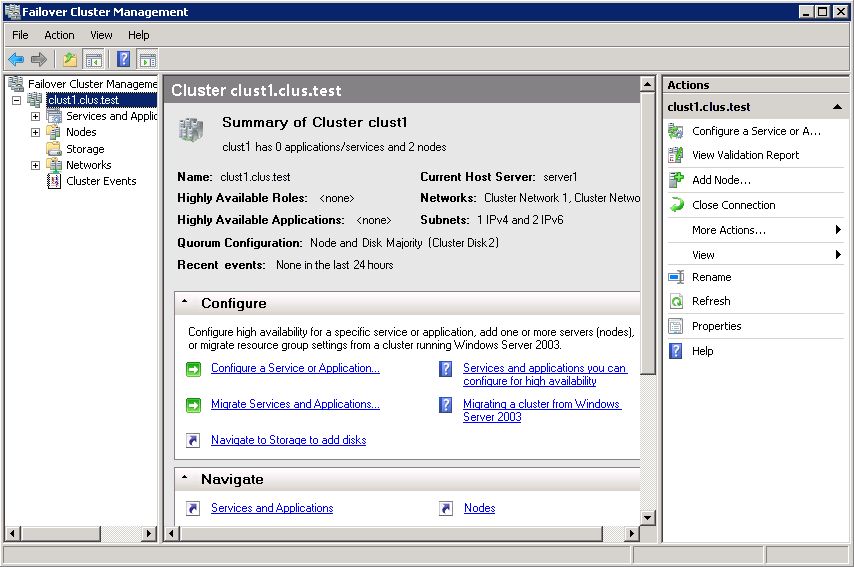 Failover Cluster Management
File Action View Help
Failover Cluster Manageme
clust1.clus.test
Services and Applic
Nodes
Storage
Networks
Cluster Events
Cluster clust1.clus.test
Summary of Cluster clust1
clust1 has 0 applications/services and 2 nodes
Name: clust1.clus.test Current Host Server: server1
Highly Available Roles: <none> Networks: Cluster Network 1, Cluster Netwo
Highly Available Applications: <none> Subnets: 1 IPv4 and 2 IPv6
Quorum Configuration: Node and Disk Majority (Cluster Disk 2)
Recent events: None in the last 24 hours
Configure
Configure high availability for a specific service or application, add one or more servers (nodes),
or migrate resource group settings from a cluster running Windows Server 2003.
Configure a Service or Application...
Services and applications you can
configure for high availability
Migrate Services and Applications...
Migrating a cluster from Windows
Server 2003
Navigate to Storage to add disks
Navigate
Services and Applications Nodes
Actions
clust1.clus.test
Configure a Service or A...
View Validation Report
Add Node...
Close Connection
More Actions...
View
Rename
Refresh
Properties
Help